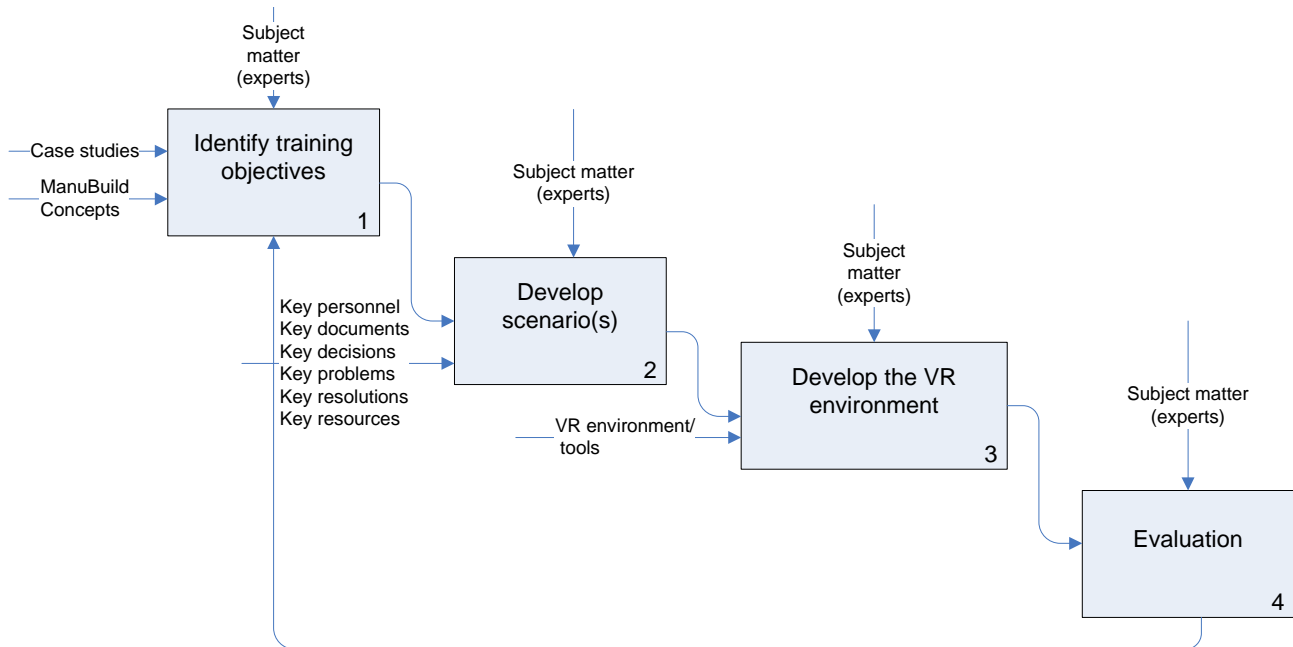 Subject
matter
(experts)
Identify training
objectives
1
Case studies
ManuBuild
Concepts
Subject matter
(experts)
Develop
scenario(s)
2
Key personnel
Key documents
Key decisions
Key problems
Key resolutions
Key resources
Subject
matter
(experts)
Develop the VR
environment
3
VR environment/
tools
Subject matter
(experts)
Evaluation
4